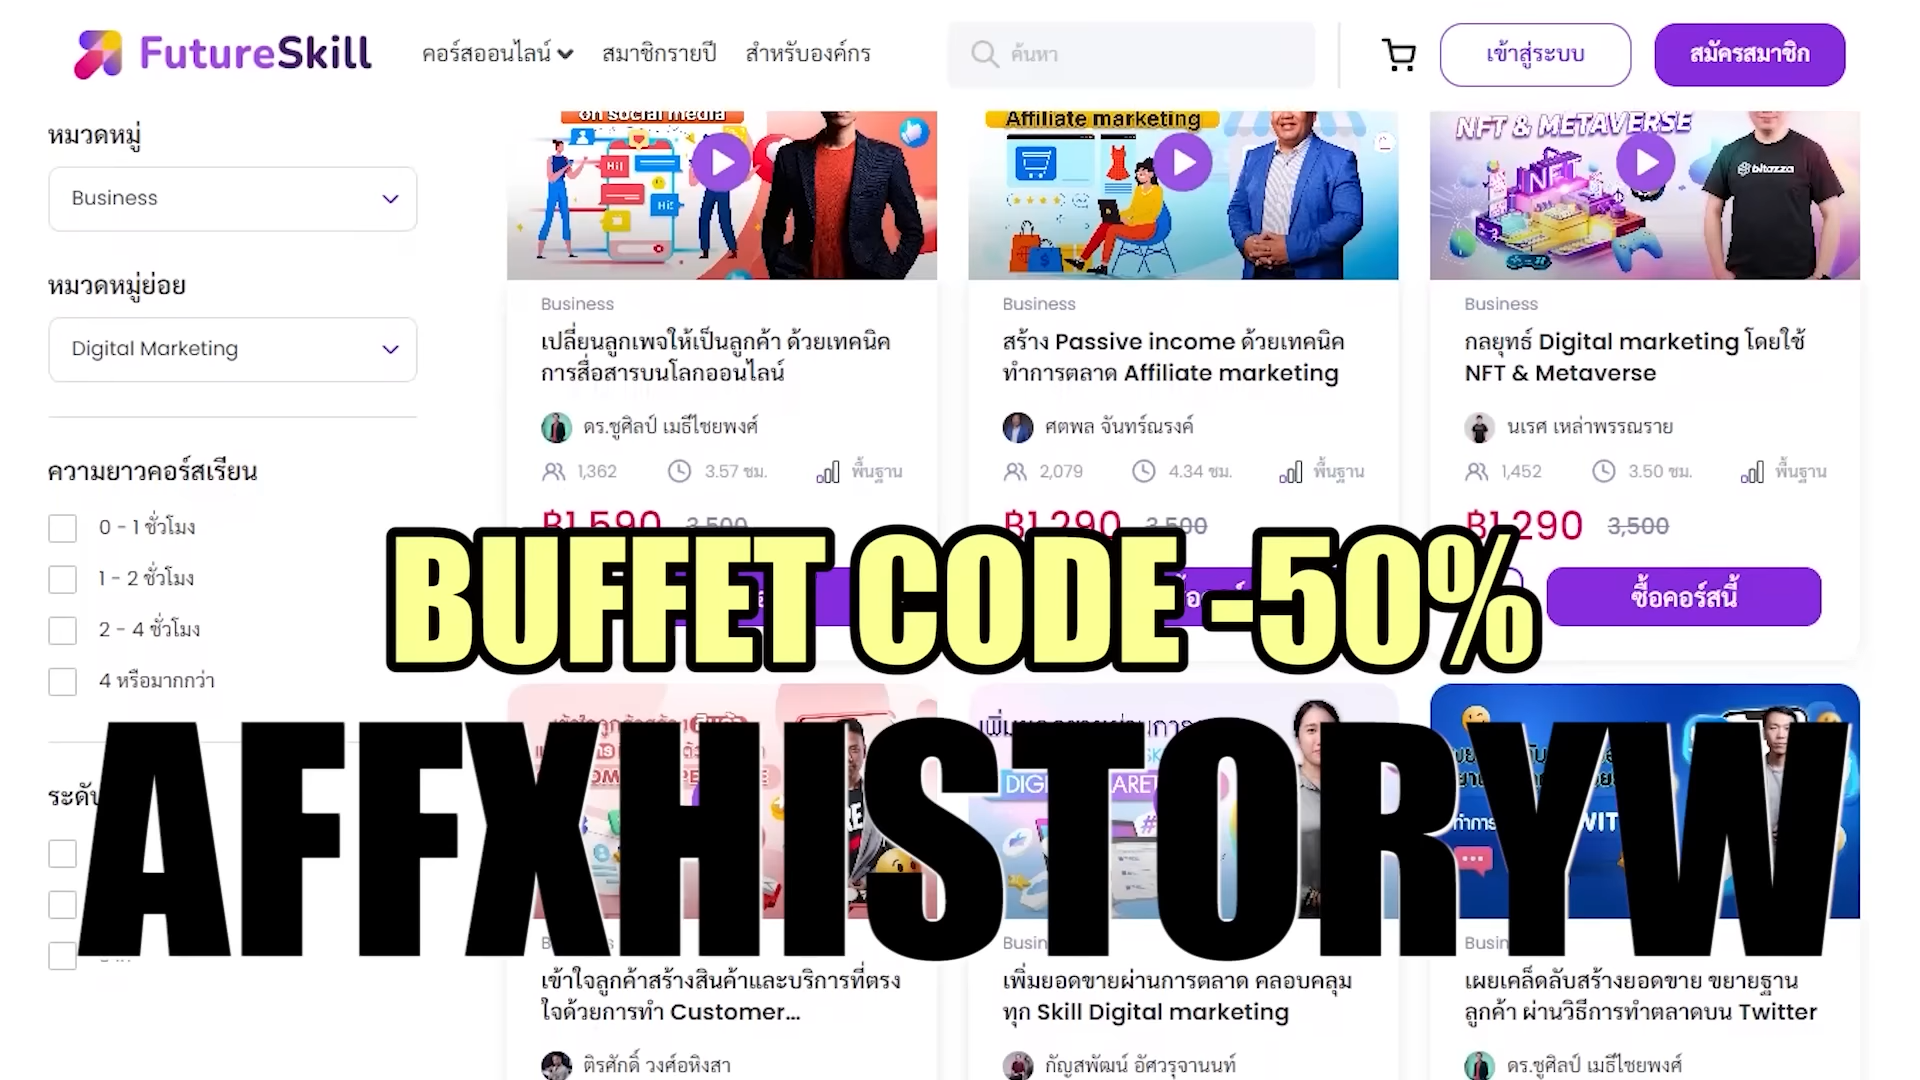 FutureSkill
คอร์สออนไลน์
สมาชิกรายปี
สำหรับองค์กร
ค้นหา
เข้าสู่ระบบ
สมัครสมาชิก
หมวดหมู่
Business
หมวดหมู่ย่อย
Digital Marketing
ความยาวคอร์สเรียน
0 - 1 ชั่วโมง
1 - 2 ชั่วโมง
2 - 4 ชั่วโมง
4 หรือมากกว่า
on social media
Hi!
Hi!
Business
เปลี่ยนลูกเพจให้เป็นลูกค้า ด้วยเทคนิค
การสื่อสารบนโลกออนไลน์
ดร.ชูศิลป์ เมธีไชยพงศ์
1,362
3.57 ชม.
พื้นฐาน
฿1,590 3,500
Affiliate marketing
Business
สร้าง Passive income ด้วยเทคนิค
ทำการตลาด Affiliate marketing
ศตพล จันทร์ณรงค์
2,079
4.34 ชม.
พื้นฐาน
฿1,290 3,500
NFT & METAVERSE
NFT
bitazza
Business
กลยุทธ์ Digital marketing โดยใช้
NFT & Metaverse
นเรศ เหล่าพรรณราย
1,452
3.50 ชม.
พื้นฐาน
฿1,290 3,500
ซื้อคอร์สนี้
BUFFET CODE -50%
AFFXHISTORYW
เข้าใจลูกค้าสร้างสินค้าและบริการที่ตรง
ใจด้วยการทำ Customer...
ติรศักดิ์ วงศ์อหิงสา
เพิ่มยอดขายผ่านการตลาด คลอบคลุม
ทุก Skill Digital marketing
กัญสพัฒน์ อัศวรุจานนท์
เผยเคล็ดลับสร้างยอดขาย ขยายฐาน
ลูกค้า ผ่านวิธีการทำตลาดบน Twitter
ดร.ชูศิลป์ เมธีไชยพงศ์